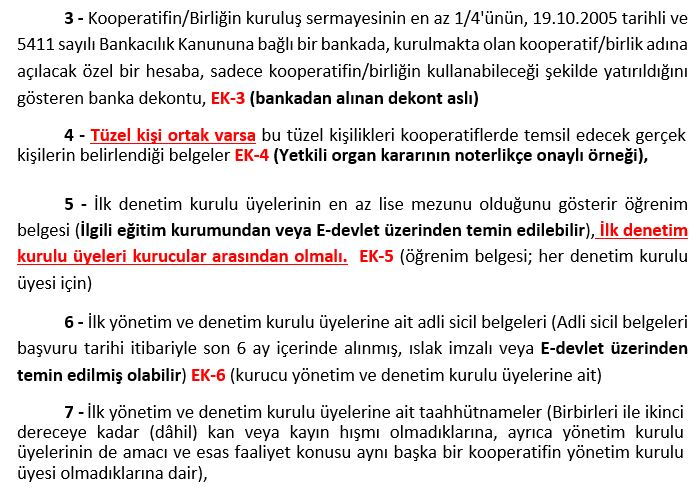 3 - Kooperatifin/Birliğin kuruluş sermayesinin en az 1/4'ünün, 19.10.2005 tarihli ve
5411 sayılı Bankacılık Kanununa bağlı bir bankada, kurulmakta olan kooperatif/birlik adına
açılacak özel bir hesaba, sadece kooperatifin/birliğin kullanabileceği şekilde yatırıldığını
gösteren banka dekontu, EK-3 (bankadan alınan dekont aslı)
4 - Tüzel kişi ortak varsa bu tüzel kişilikleri kooperatiflerde temsil edecek gerçek
kişilerin belirlendiği belgeler EK-4 (Yetkili organ kararının noterlikçe onaylı örneği),
5 - İlk denetim kurulu üyelerinin en az lise mezunu olduğunu gösterir öğrenim
belgesi (İlgili eğitim kurumundan veya E-devlet üzerinden temin edilebilir), İlk denetim
kurulu üyeleri kurucular arasından olmalı. EK-5 (öğrenim belgesi; her denetim kurulu
üyesi için)
6 - İlk yönetim ve denetim kurulu üyelerine ait adli sicil belgeleri (Adli sicil belgeleri
başvuru tarihi itibariyle son 6 ay içerinde alınmış, ıslak imzalı veya E-devlet üzerinden
temin edilmiş olabilir) EK-6 (kurucu yönetim ve denetim kurulu üyelerine ait)
7 - İlk yönetim ve denetim kurulu üyelerine ait taahhütnameler (Birbirleri ile ikinci
dereceye kadar (dâhil) kan veya kayın hısmı olmadıklarına, ayrıca yönetim kurulu
üyelerinin de amacı ve esas faaliyet konusu aynı başka bir kooperatifin yönetim kurulu
üyesi olmadıklarına dair),